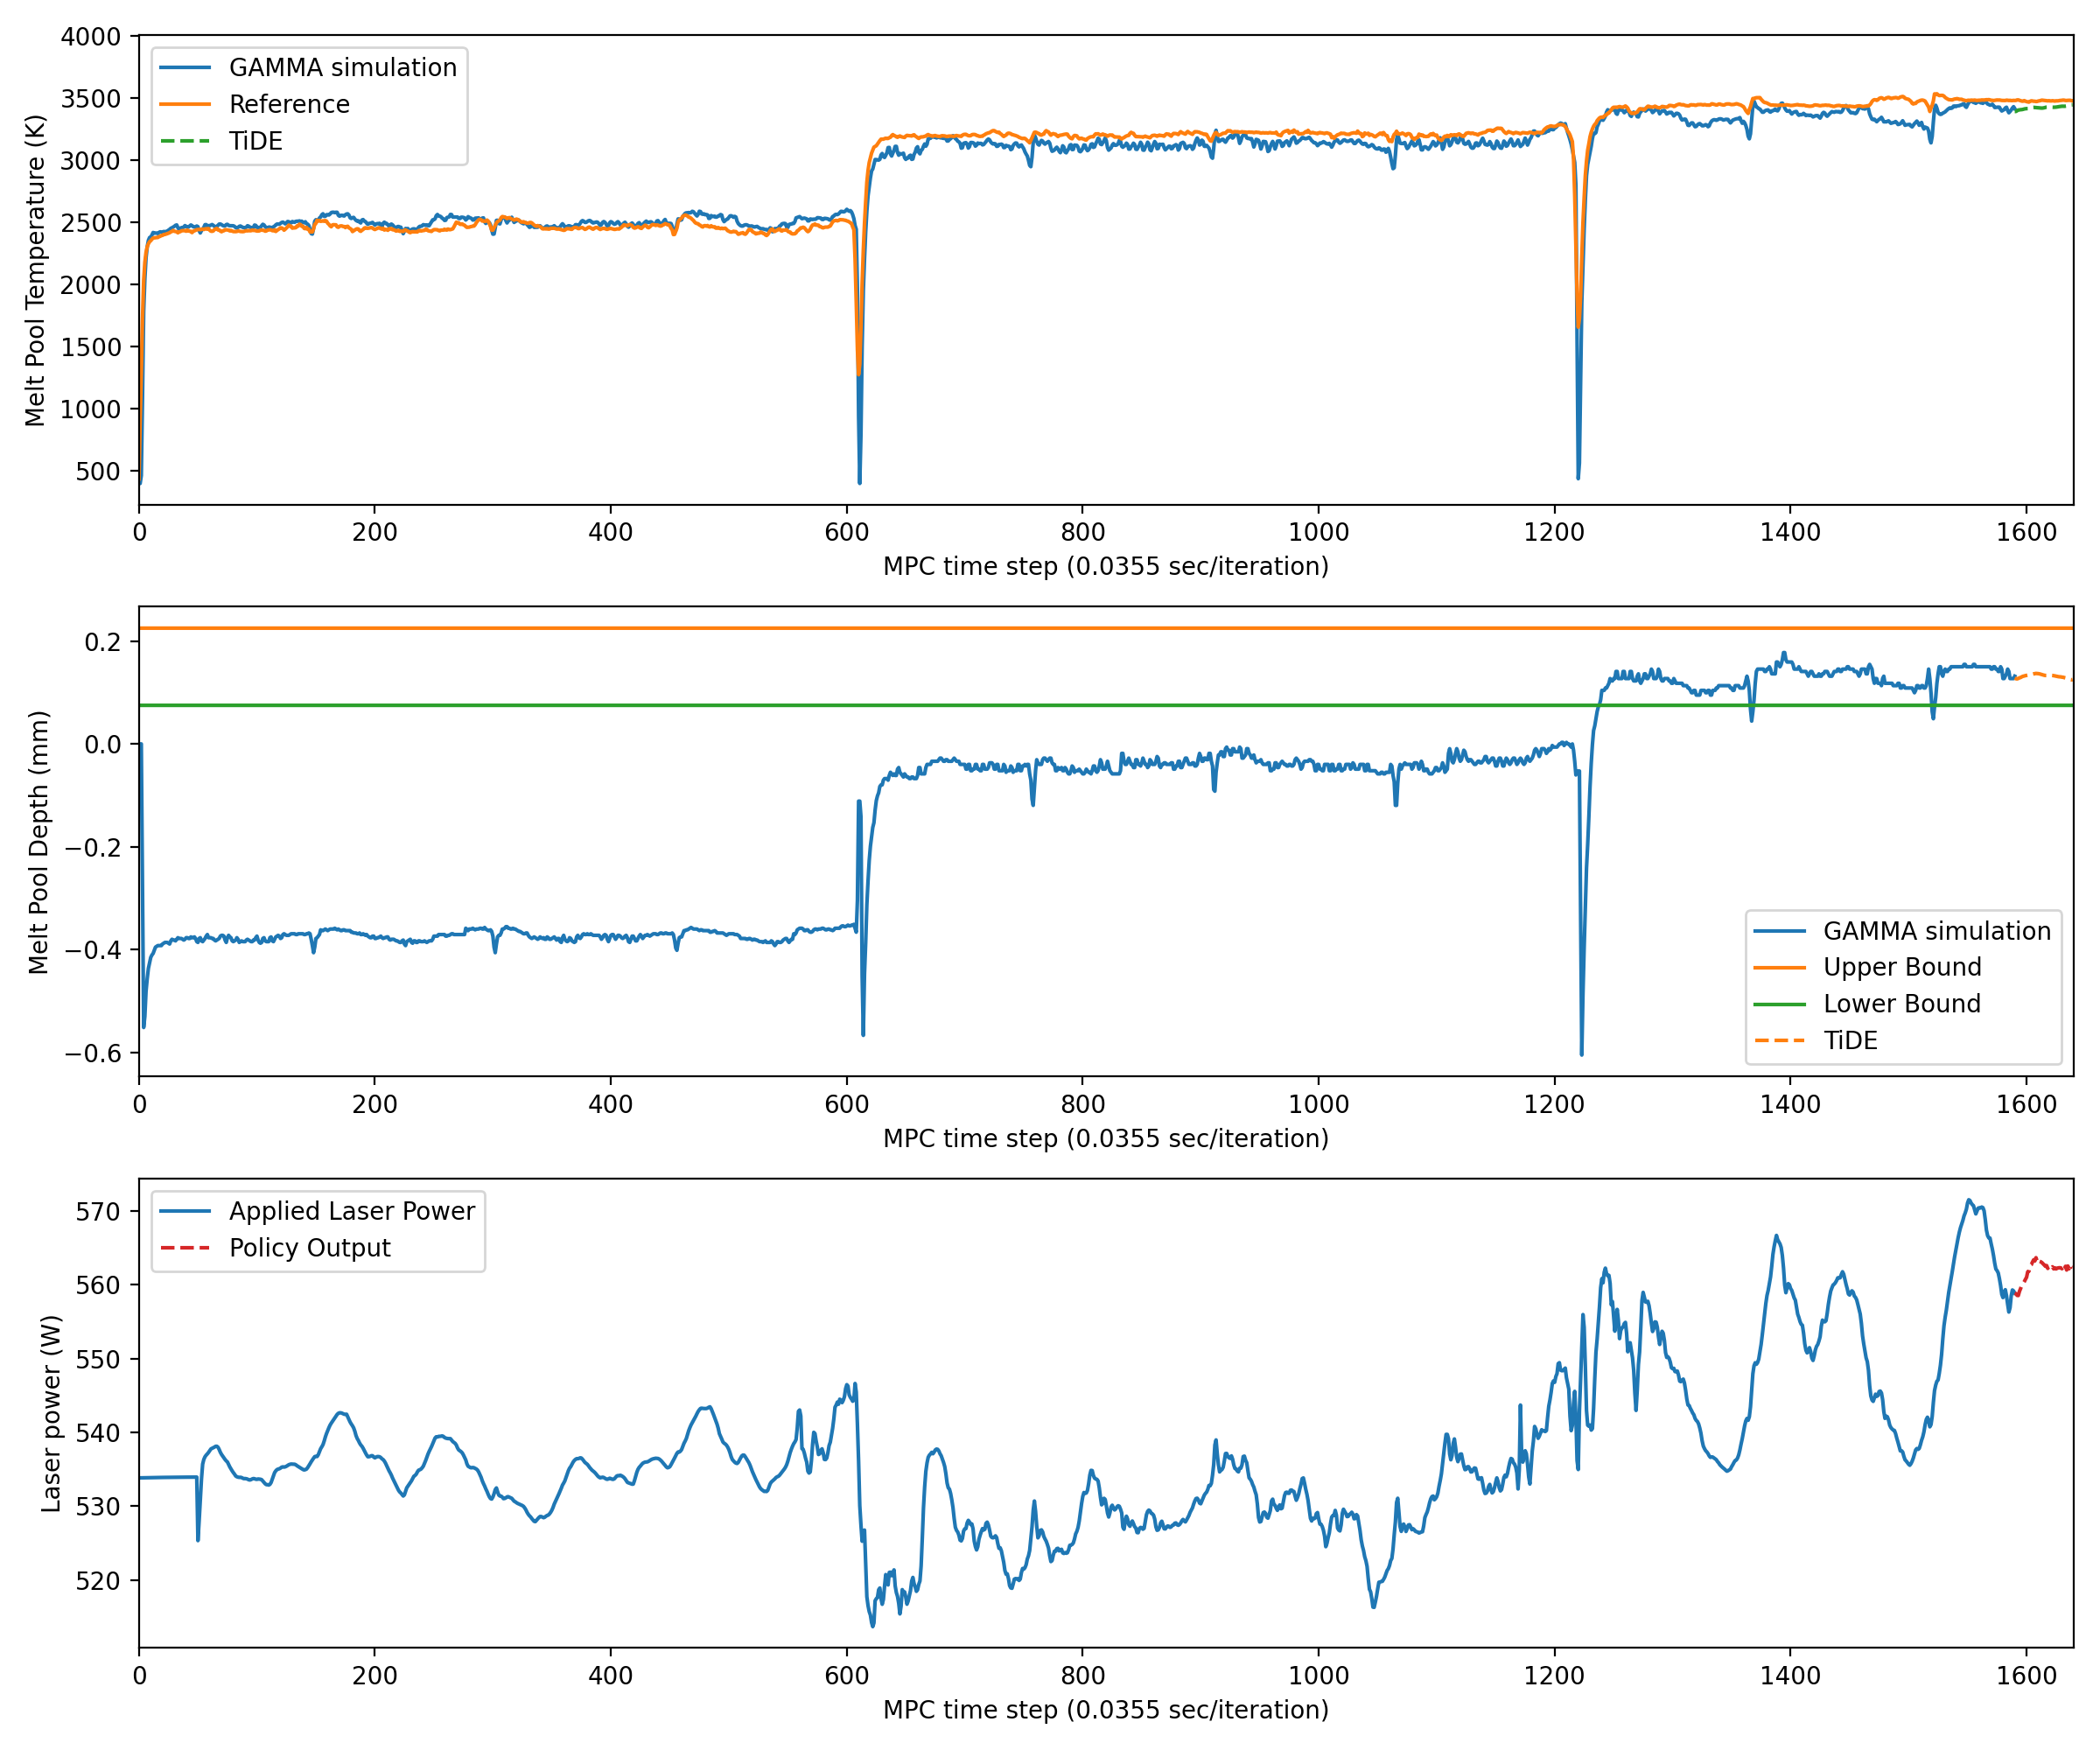 4000
3500
3000
2500
2000
1500
1000
500
Melt Pool Temperature (K)
GAMMA simulation
Reference
TiDE
0 200 400 600 800 1000 1200 1400 1600
MPC time step (0.0355 sec/iteration)
0.2
0.0
−0.2
−0.4
−0.6
Melt Pool Depth (mm)
GAMMA simulation
Upper Bound
Lower Bound
TiDE
0 200 400 600 800 1000 1200 1400 1600
MPC time step (0.0355 sec/iteration)
570
560
550
540
530
520
Laser power (W)
Applied Laser Power
Policy Output
0 200 400 600 800 1000 1200 1400 1600
MPC time step (0.0355 sec/iteration)